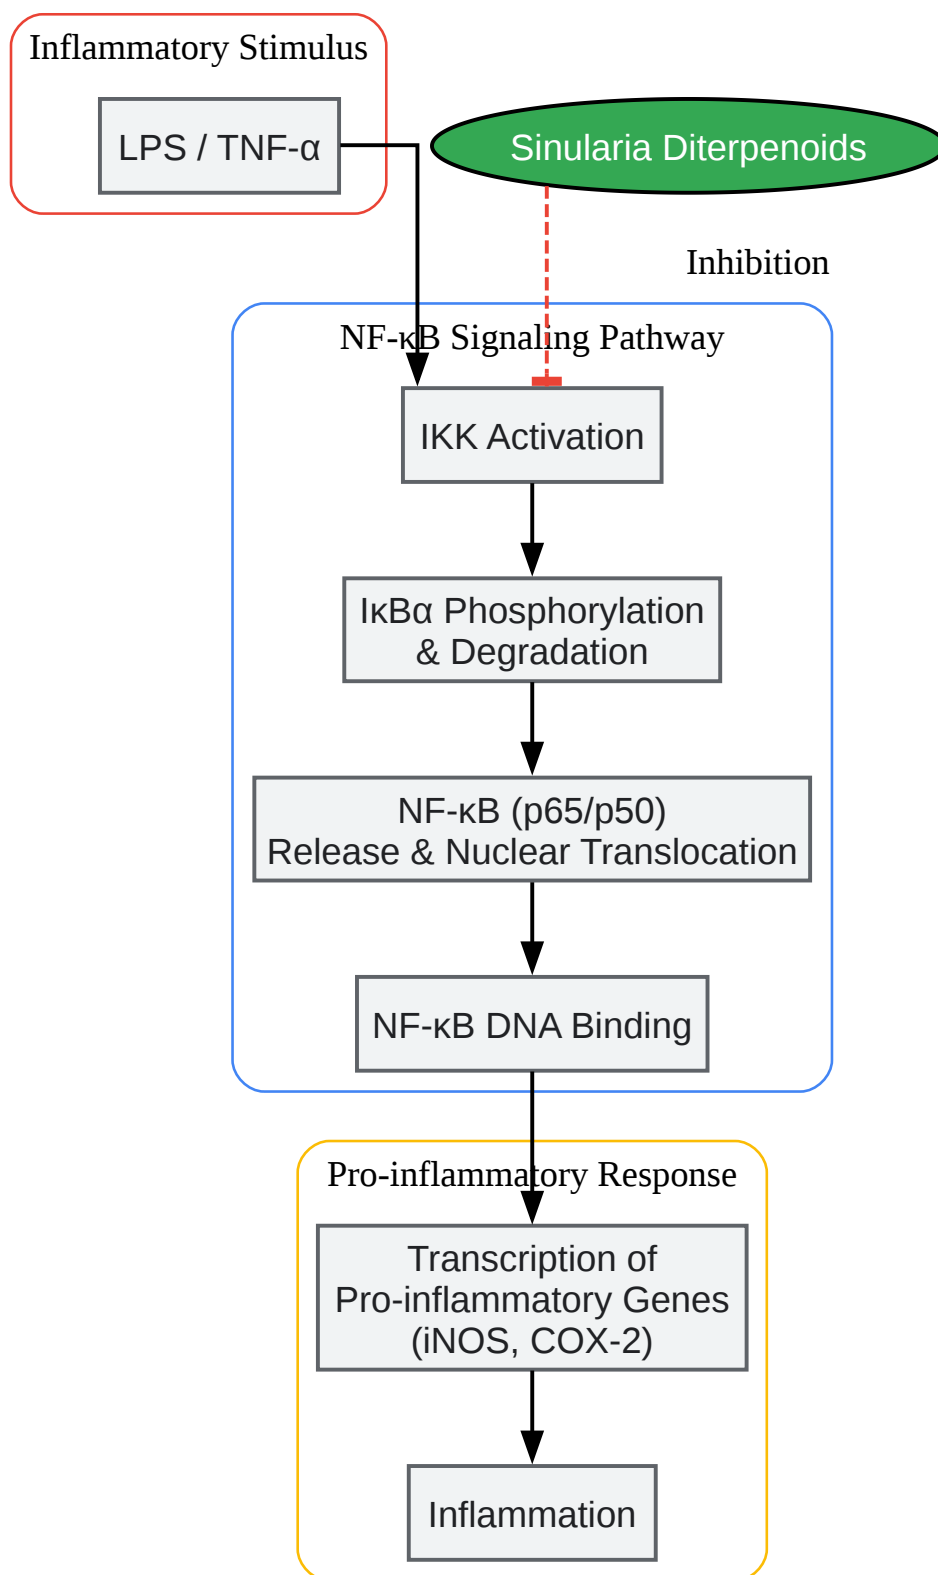 Inflammatory Stimulus
LPS / TNF-α
Sinularia Diterpenoids
Inhibition
NF-κB Signaling Pathway
IKK Activation
IκBα Phosphorylation
& Degradation
NF-κB (p65/p50)
Release & Nuclear Translocation
NF-κB DNA Binding
Pro-inflammatory Response
Transcription of
Pro-inflammatory Genes
(iNOS, COX-2)
Inflammation